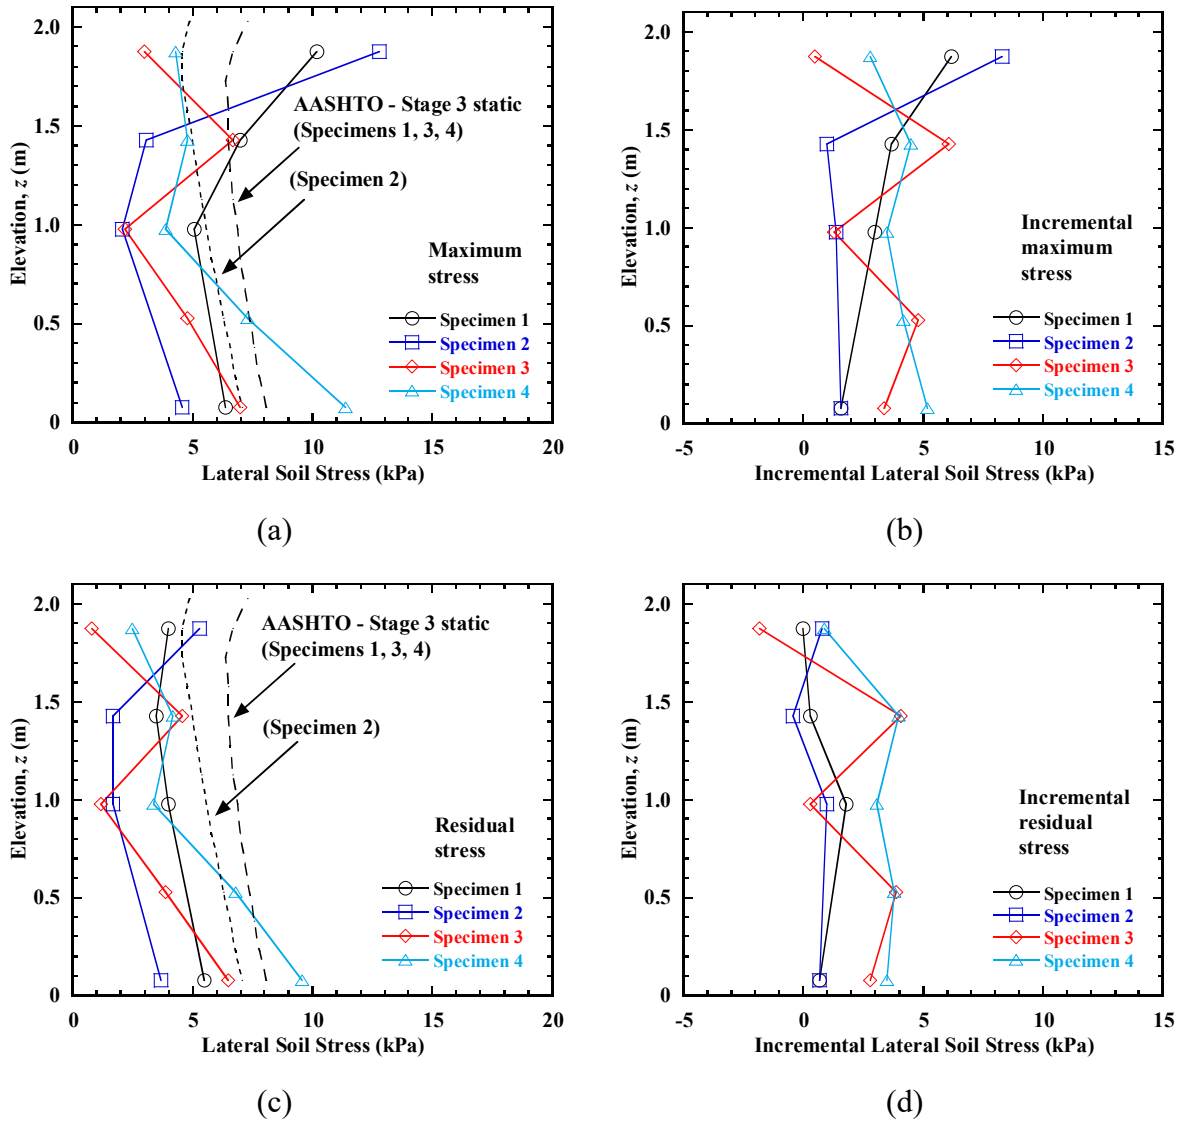 2.0
1.5
1.0
0.5
0
Elevation, z (m)
AASHTO - Stage 3 static
(Specimens 1, 3, 4)
(Specimen 2)
Maximum
stress
Specimen 1
Specimen 2
Specimen 3
Specimen 4
0 5 10 15 20
Lateral Soil Stress (kPa)
(a)
2.0
1.5
1.0
0.5
0
Elevation, z (m)
Incremental
maximum
stress
Specimen 1
Specimen 2
Specimen 3
Specimen 4
-5 0 5 10 15
Incremental Lateral Soil Stress (kPa)
(b)
2.0
1.5
1.0
0.5
0
Elevation, z (m)
AASHTO - Stage 3 static
(Specimens 1, 3, 4)
(Specimen 2)
Residual
stress
Specimen 1
Specimen 2
Specimen 3
Specimen 4
0 5 10 15 20
Lateral Soil Stress (kPa)
(c)
2.0
1.5
1.0
0.5
0
Elevation, z (m)
Incremental
residual
stress
Specimen 1
Specimen 2
Specimen 3
Specimen 4
-5 0 5 10 15
Incremental Lateral Soil Stress (kPa)
(d)